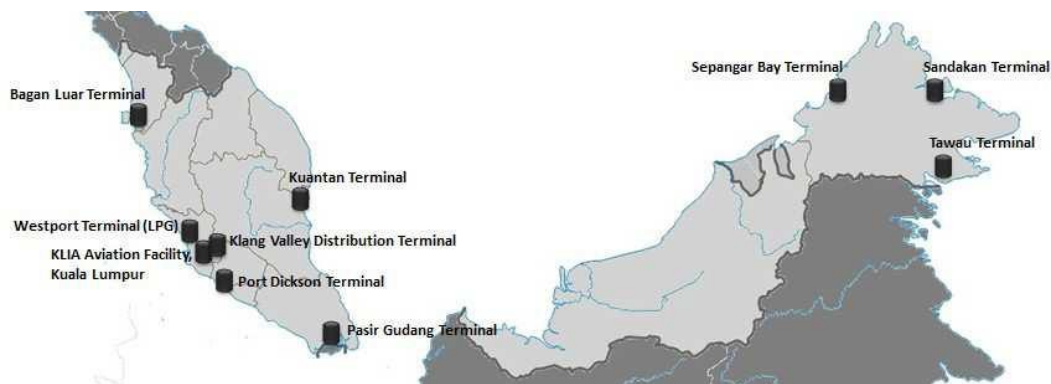 Sepangar Bay Terminal
Sandakan Terminal
Bagan Luar Terminal
Tawau Terminal
Kuantan Terminal
Westport Terminal (LPG)
Klang Valley Distribution Terminal
KLIA Aviation Facility,
Kuala Lumpur
Port Dickson Terminal
Pasir Gudang Terminal